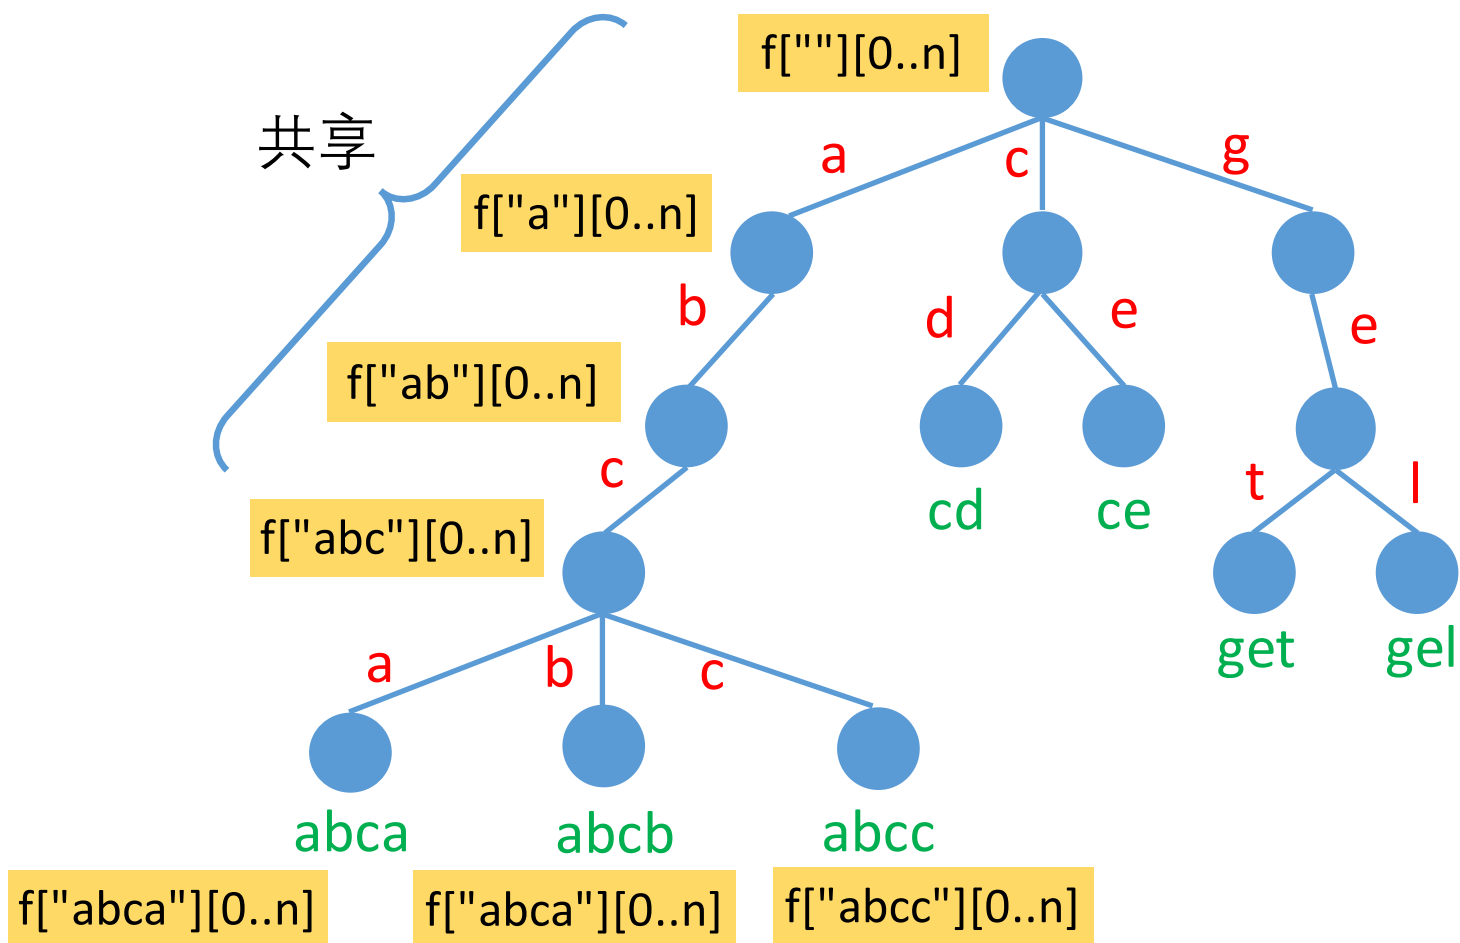 f[""][0..n]
共享
a
c
g
f["a"][0..n]
b
d
e
e
f["ab"][0..n]
c
t
l
cd
ce
f["abc"][0..n]
get
gel
a
b
c
abca
abcb
abcc
f["abca"][0..n]
f["abca"][0..n]
f["abcc"][0..n]